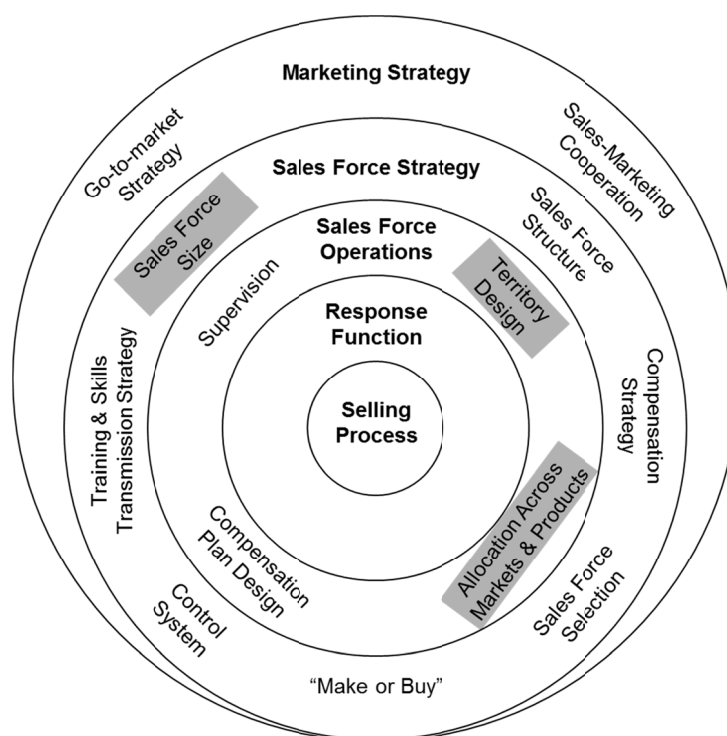 Marketing Strategy
Go-to-market
Strategy
Sales-Marketing
Cooperation
Sales Force Strategy
Sales Force
Size
Sales Force
Structure
Sales Force
Operations
Supervision
Territory
Design
Response
Function
Training & Skills
Transmission Strategy
Compensation
Strategy
Selling
Process
Compensation
Plan Design
Allocation Across
Markets & Products
Control
System
Sales Force
Selection
“Make or Buy”